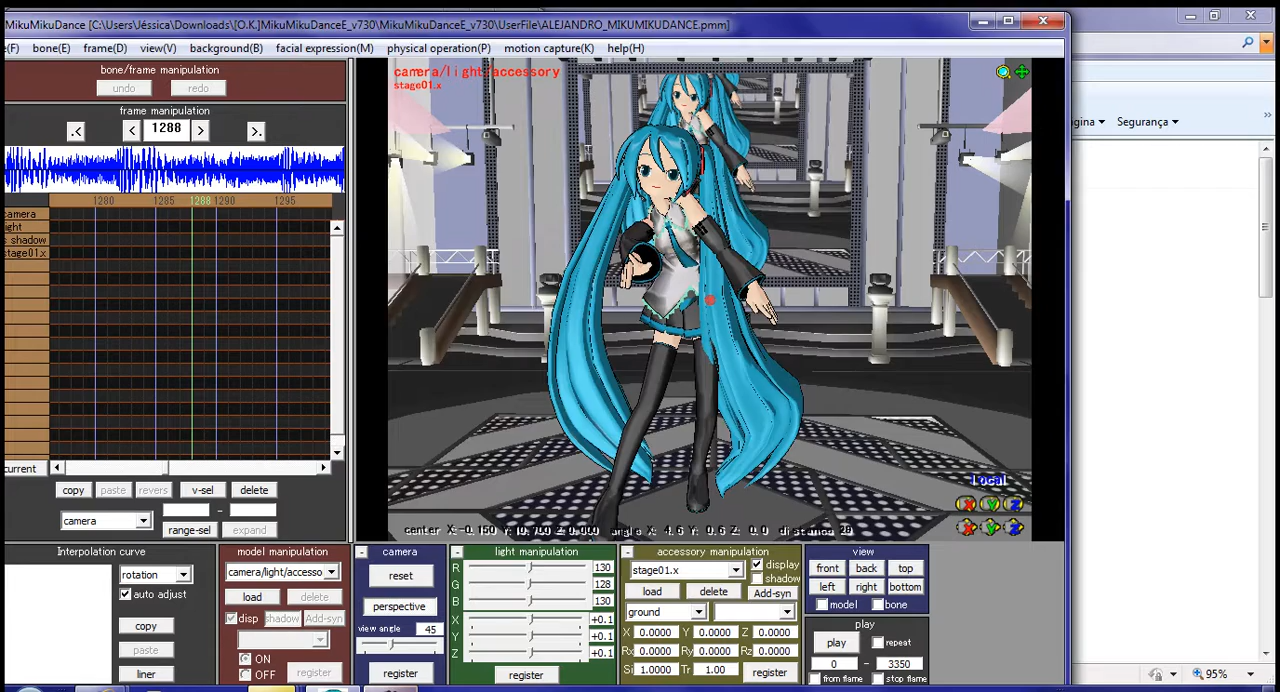 MikuMikuDance [C:\Users\Jéssica\Downloads\[O.K.]MikuMikuDanceE_v730\MikuMikuDanceE_v730\UserFile\ALEJANDRO_MIKUMIKUDANCE.pmm]
(F) bone(E) frame(D) view(V) background(B) facial expression(M) physical operation(P) motion capture(K) help(H)
bone/frame manipulation
undo redo
frame manipulation
.< < 1288 > >.
1280 1285 1288 1290 1295
camera
light
s shadow
stage01.x
current
copy paste revers v-sel delete
camera -
range-sel expand
camera/light/accessory
stage01.x
Local
X Y Z
center X:-0.150 Y:10.700 Z:0.000 angle X: 4.6 Y: 0.6 Z: 0.0 distance 29
gina Segurança
95%
Interpolation curve
rotation
auto adjust
copy
paste
liner
model manipulation
camera/light/accesso
load delete
disp shadow Add-syn
ON
OFF
register
camera
reset
perspective
view angle 45
register
light manipulation
R 130
G 128
B 130
X +0.1
Y +0.1
Z +0.1
register
accessory manipulation
stage01.x display
shadow
load delete Add-syn
ground
X 0.0000 Y 0.0000 Z 0.0000
Rx 0.0000 Ry 0.0000 Rz 0.0000
Si 1.0000 Tr 1.00 register
view
front back top
left right bottom
model bone
play
play repeat
0 - 3350
from flame stop flame